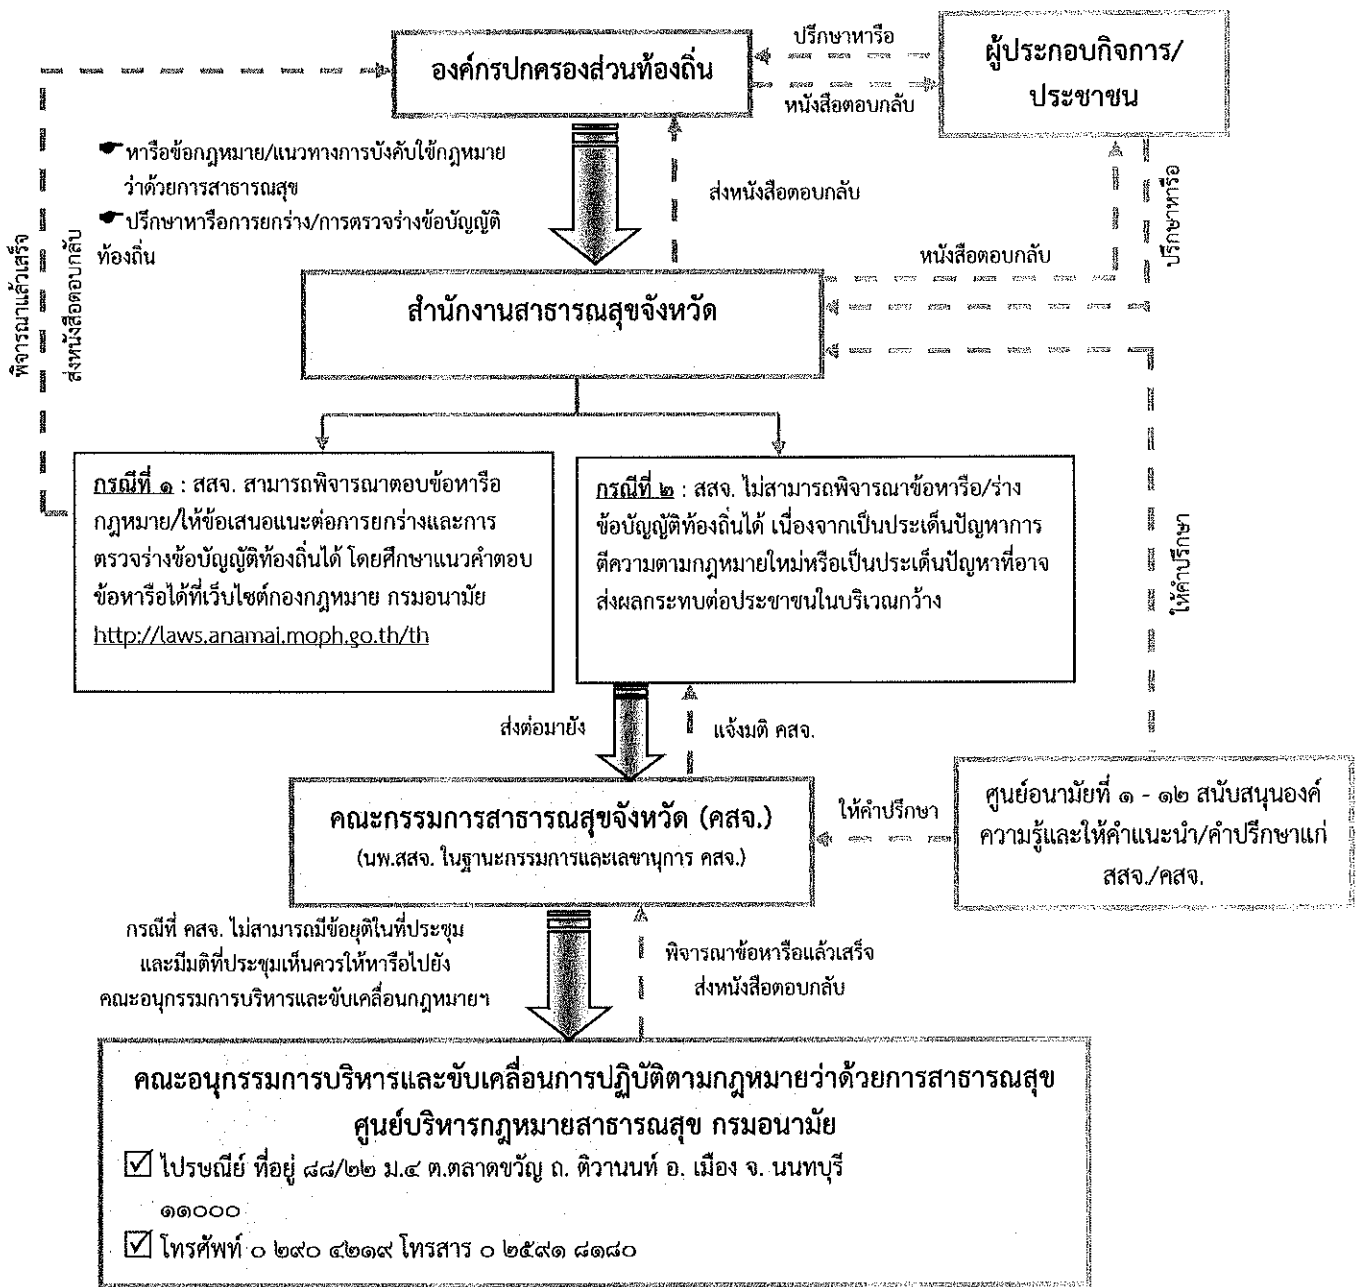 องค์กรปกครองส่วนท้องถิ่น
ปรึกษาหารือ
หนังสือตอบกลับ
ผู้ประกอบกิจการ/
ประชาชน
☛ หารือข้อกฎหมาย/แนวทางการบังคับใช้กฎหมาย
ว่าด้วยการสาธารณสุข
☛ ปรึกษาหารือการยกร่าง/การตรวจร่างข้อบัญญัติ
ท้องถิ่น
ส่งหนังสือตอบกลับ
หนังสือตอบกลับ
ปรึกษาหารือ
พิจารณาแล้วเสร็จ
ส่งหนังสือตอบกลับ
สำนักงานสาธารณสุขจังหวัด
กรณีที่ ๑ : สสจ. สามารถพิจารณาตอบข้อหารือ
กฎหมาย/ให้ข้อเสนอแนะต่อการยกร่างและการ
ตรวจร่างข้อบัญญัติท้องถิ่นได้ โดยศึกษาแนวคำตอบ
ข้อหารือได้ที่เว็บไซต์กองกฎหมาย กรมอนามัย
http://laws.anamai.moph.go.th/th
กรณีที่ ๒ : สสจ. ไม่สามารถพิจารณาข้อหารือ/ร่าง
ข้อบัญญัติท้องถิ่นได้ เนื่องจากเป็นประเด็นปัญหาการ
ตีความตามกฎหมายใหม่หรือเป็นประเด็นปัญหาที่อาจ
ส่งผลกระทบต่อประชาชนในบริเวณกว้าง
ให้คำปรึกษา
ส่งต่อมายัง
แจ้งมติ คสจ.
คณะกรรมการสาธารณสุขจังหวัด (คสจ.)
(นพ.สสจ. ในฐานะกรรมการและเลขานุการ คสจ.)
ให้คำปรึกษา
ศูนย์อนามัยที่ ๑ - ๑๒ สนับสนุนองค์
ความรู้และให้คำแนะนำ/คำปรึกษาแก่
สสจ./คสจ.
กรณีที่ คสจ. ไม่สามารถมีข้อยุติในที่ประชุม
และมีมติที่ประชุมเห็นควรให้หารือไปยัง
คณะอนุกรรมการบริหารและขับเคลื่อนกฎหมายฯ
พิจารณาข้อหารือแล้วเสร็จ
ส่งหนังสือตอบกลับ
คณะอนุกรรมการบริหารและขับเคลื่อนการปฏิบัติตามกฎหมายว่าด้วยการสาธารณสุข
ศูนย์บริหารกฎหมายสาธารณสุข กรมอนามัย
☑ ไปรษณีย์ ที่อยู่ ๘๘/๒๒ ม.๔ ต.ตลาดขวัญ ถ. ติวานนท์ อ. เมือง จ. นนทบุรี
๑๑๐๐๐
☑ โทรศัพท์ ๐ ๒๙๐ ๔๒๑๙ โทรสาร ๐ ๒๕๙๑ ๘๑๘๐